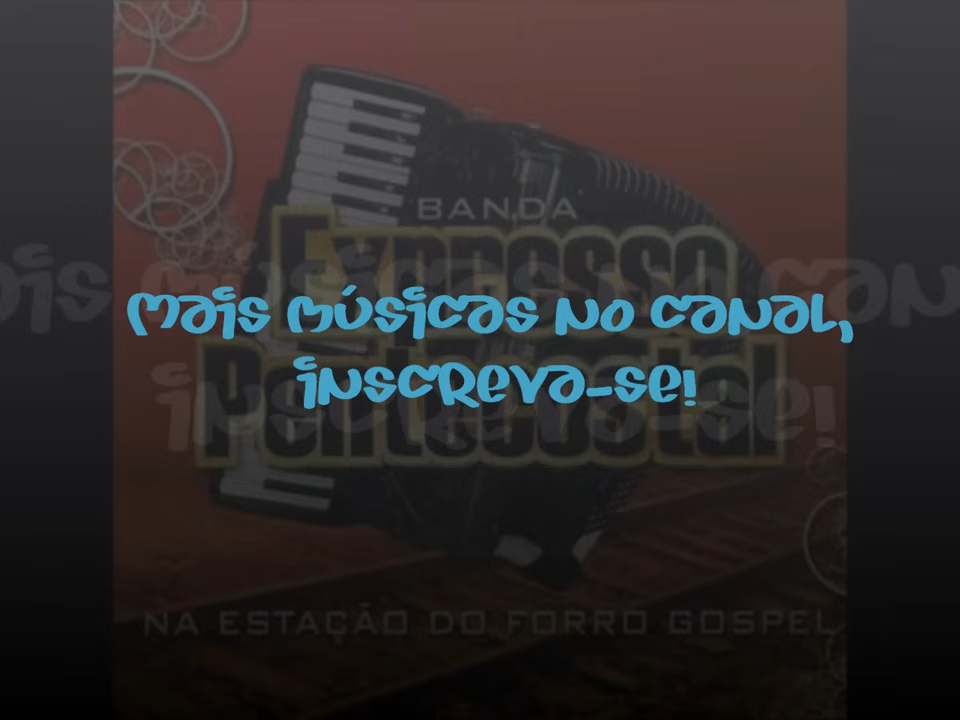 BANDA
Expresso
Mais músicas no canal,
inscreva-se!
Pentecostal
NA ESTAÇÃO DO FORRÓ GOSPEL